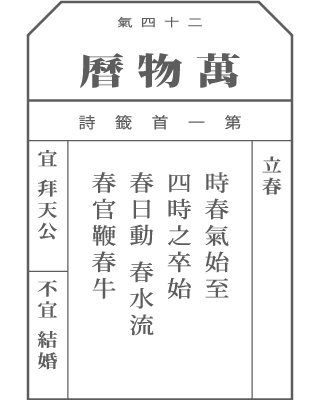 二十四氣
萬物曆
第一首籤詩
立春
時春氣始至
四時之卒始
春日動 春水流
春官鞭春牛
宜 拜天公
不宜 結婚